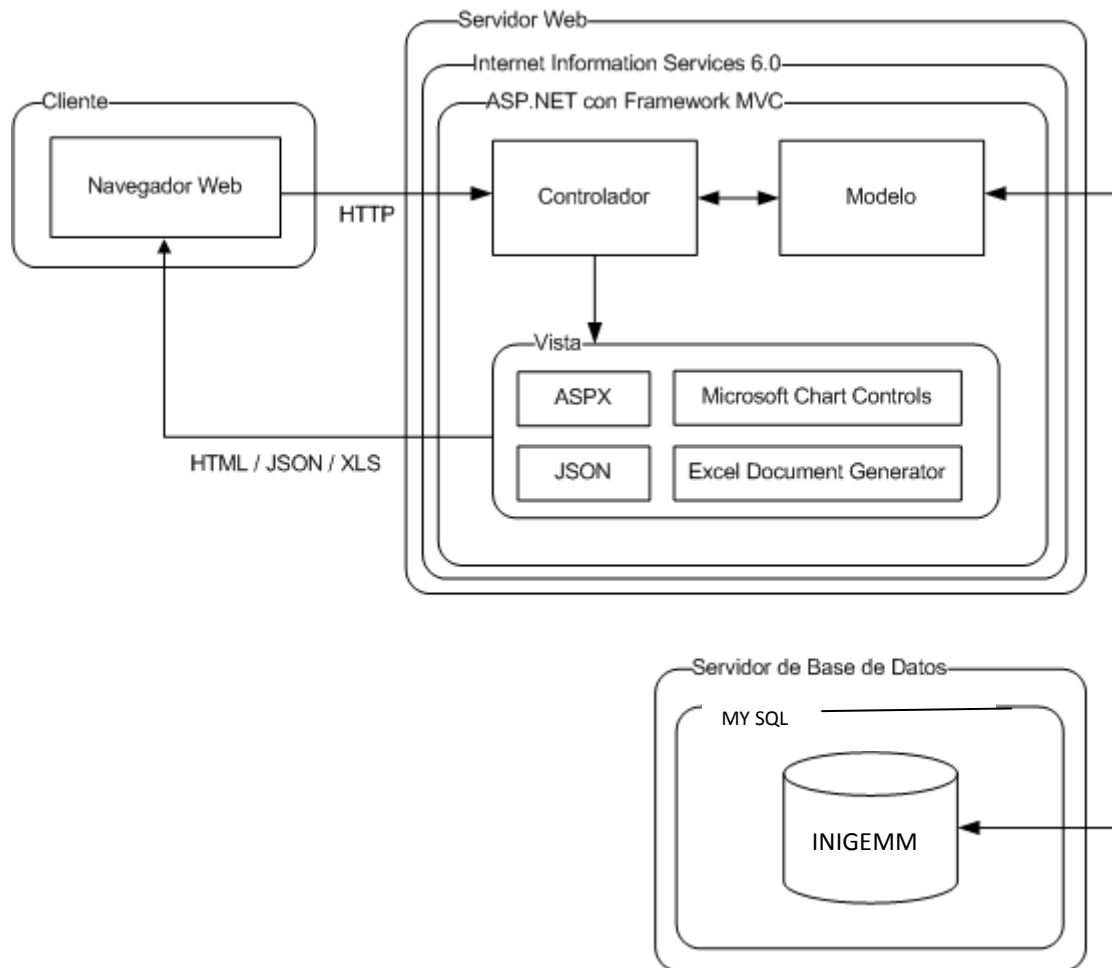 Servidor Web
Internet Information Services 6.0
Cliente
ASP.NET con Framework MVC
Navegador Web
Controlador
Modelo
HTTP
Vista
ASPX
Microsoft Chart Controls
HTML / JSON / XLS
JSON
Excel Document Generator
Servidor de Base de Datos
MY SQL
INIGEMM